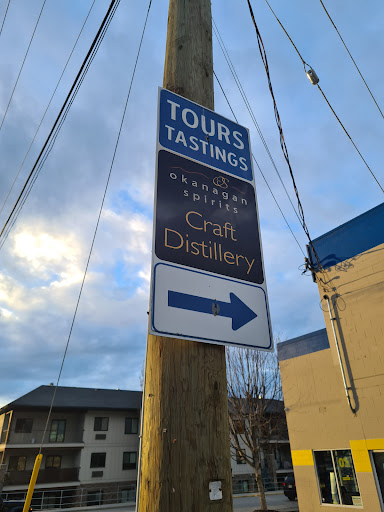 TOURS
TASTINGS
okanagan
spirits
Craft
Distillery